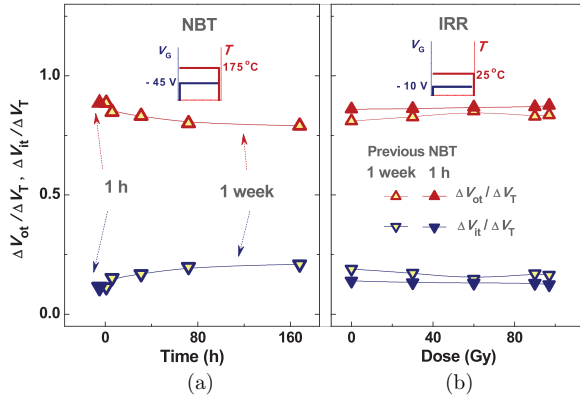 NBT
V_G T
175°C
- 45 V
1 h
1 week
ΔV_ot / ΔV_T , ΔV_it / ΔV_T
1.0
0.5
0.0
0 80 160
Time (h)
(a)
IRR
V_G T
25°C
- 10 V
Previous NBT
1 week 1 h
ΔV_ot / ΔV_T
ΔV_it / ΔV_T
0 40 80
Dose (Gy)
(b)